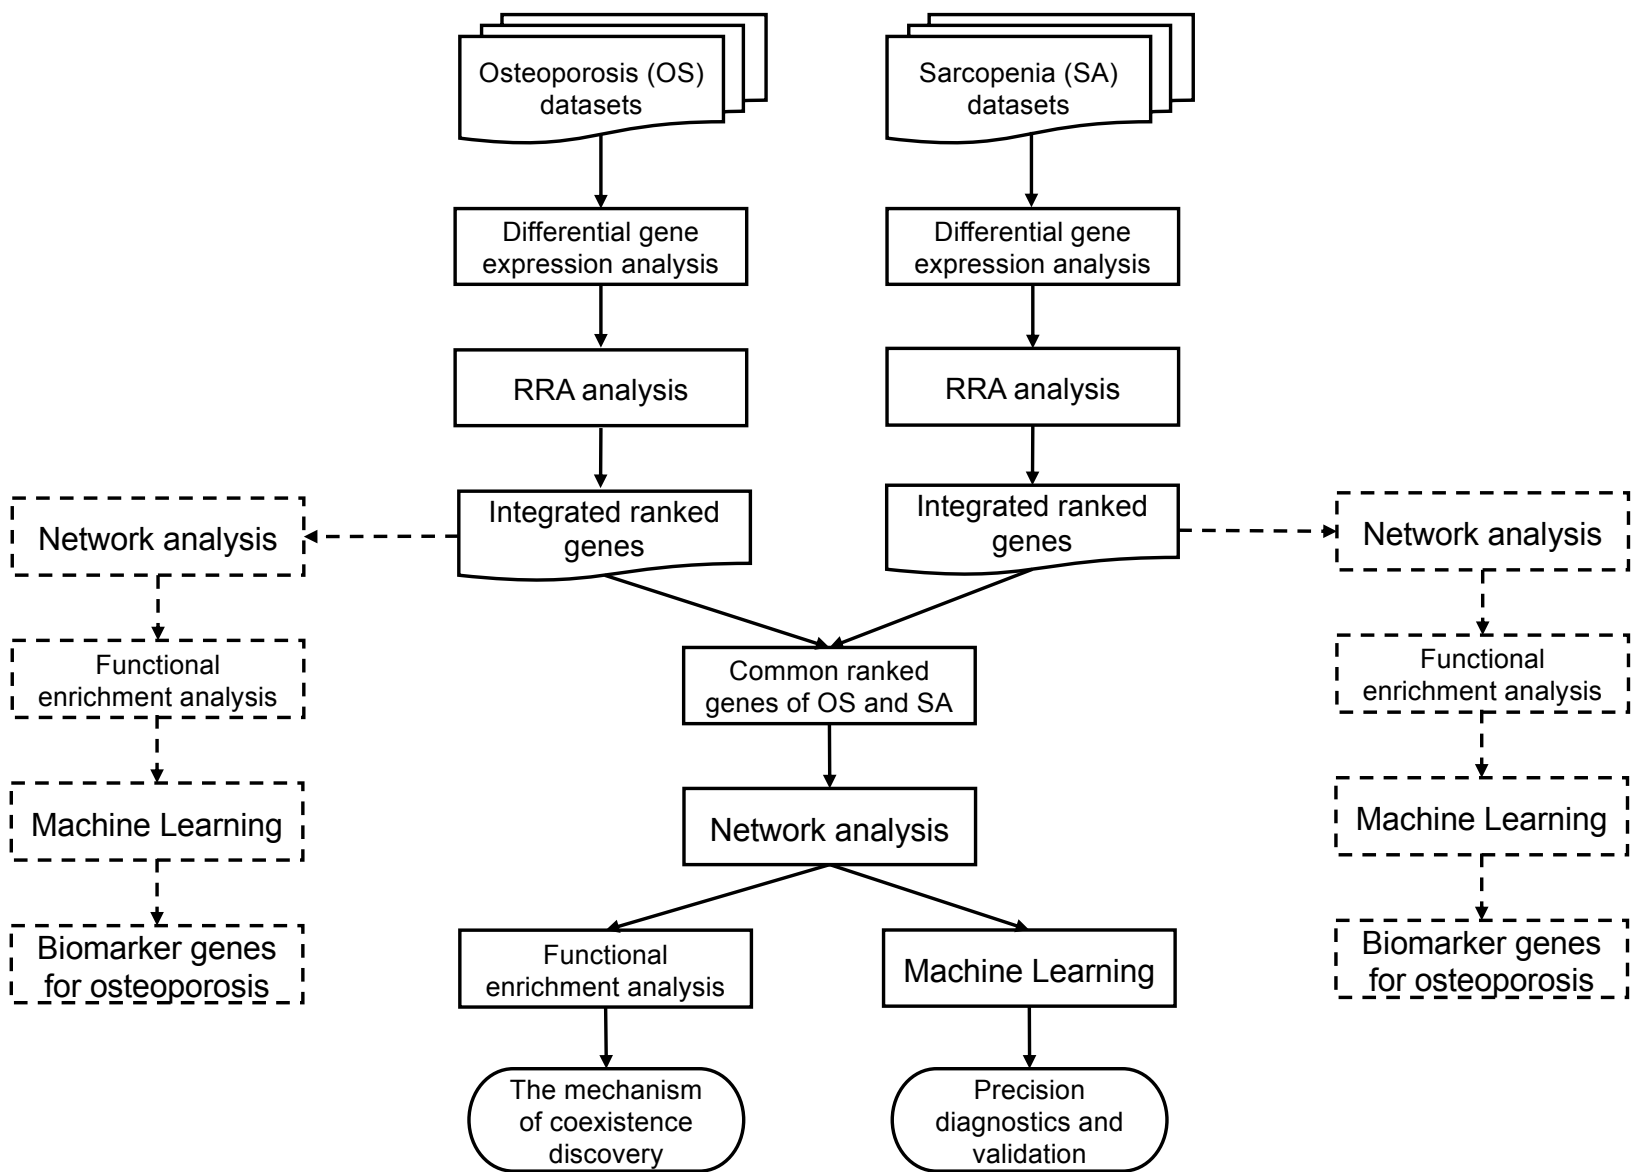 Osteoporosis (OS)
datasets
Sarcopenia (SA)
datasets
Differential gene
expression analysis
Differential gene
expression analysis
RRA analysis
RRA analysis
Integrated ranked
genes
Integrated ranked
genes
Network analysis
Network analysis
Functional
enrichment analysis
Common ranked
genes of OS and SA
Functional
enrichment analysis
Machine Learning
Network analysis
Machine Learning
Biomarker genes
for osteoporosis
Functional
enrichment analysis
Machine Learning
Biomarker genes
for osteoporosis
The mechanism
of coexistence
discovery
Precision
diagnostics and
validation